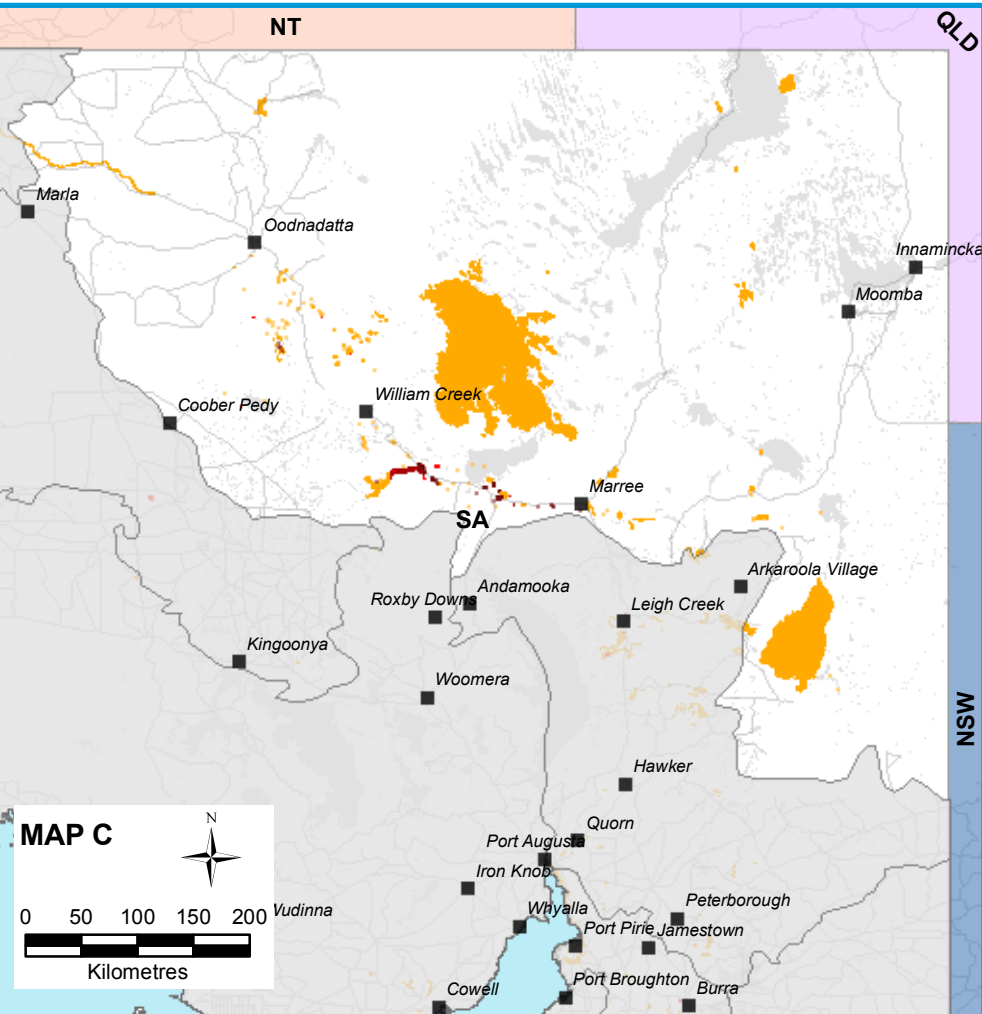 NT
QLD
Marla
Oodnadatta
Innamincka
Moomba
William Creek
Coober Pedy
Marree
SA
Arkaroola Village
Andamooka
Roxby Downs
Leigh Creek
Kingoonya
Woomera
NSW
Hawker
MAP C
N
Quorn
Port Augusta
Iron Knob
0 50 100 150 200
Kilometres
Wudinna
Peterborough
Whyalla
Port Pirie
Jamestown
Port Broughton
Cowell
Burra